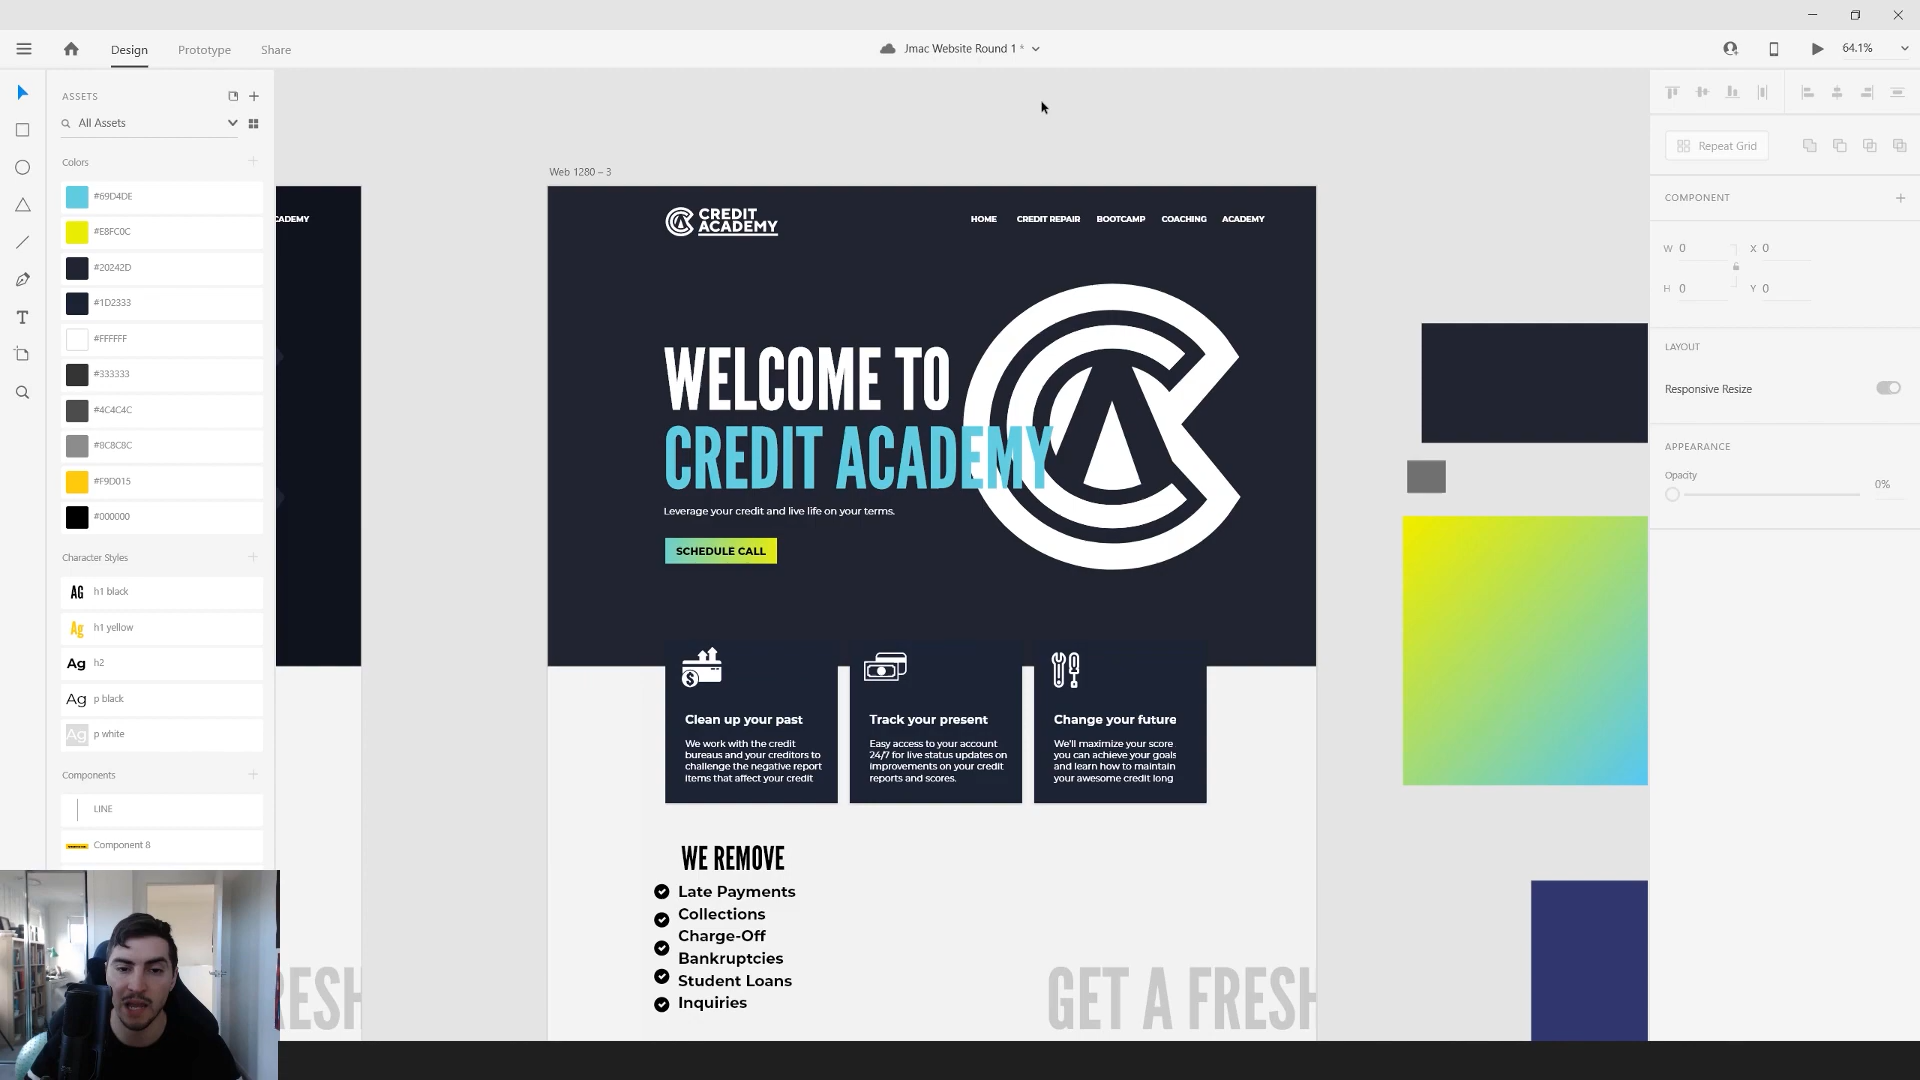 Design
Prototype
Share
Jmac Website Round 1 *
64.1%
ASSETS
All Assets
Colors
#69D4DE
#E8FC0C
#20242D
#1D2333
#FFFFFF
#333333
#4C4C4C
#8C8C8C
#F9D015
#000000
Character Styles
AG h1 black
Ag h1 yellow
Ag h2
Ag p black
Ag p white
Components
LINE
Component 8
CADEMY
RESH
Web 1280 – 3
CREDIT
ACADEMY
HOME
CREDIT REPAIR
BOOTCAMP
COACHING
ACADEMY
WELCOME TO
CREDIT ACADEMY
Leverage your credit and live life on your terms.
SCHEDULE CALL
Clean up your past
We work with the credit
bureaus and your creditors to
challenge the negative report
items that affect your credit
Track your present
Easy access to your account
24/7 for live status updates on
improvements on your credit
reports and scores.
Change your future
We'll maximize your score
you can achieve your goals
and learn how to maintain
your awesome credit long
WE REMOVE
Late Payments
Collections
Charge-Off
Bankruptcies
Student Loans
Inquiries
GET A FRESH
Repeat Grid
COMPONENT
W 0
X 0
H 0
Y 0
LAYOUT
Responsive Resize
APPEARANCE
Opacity
0%